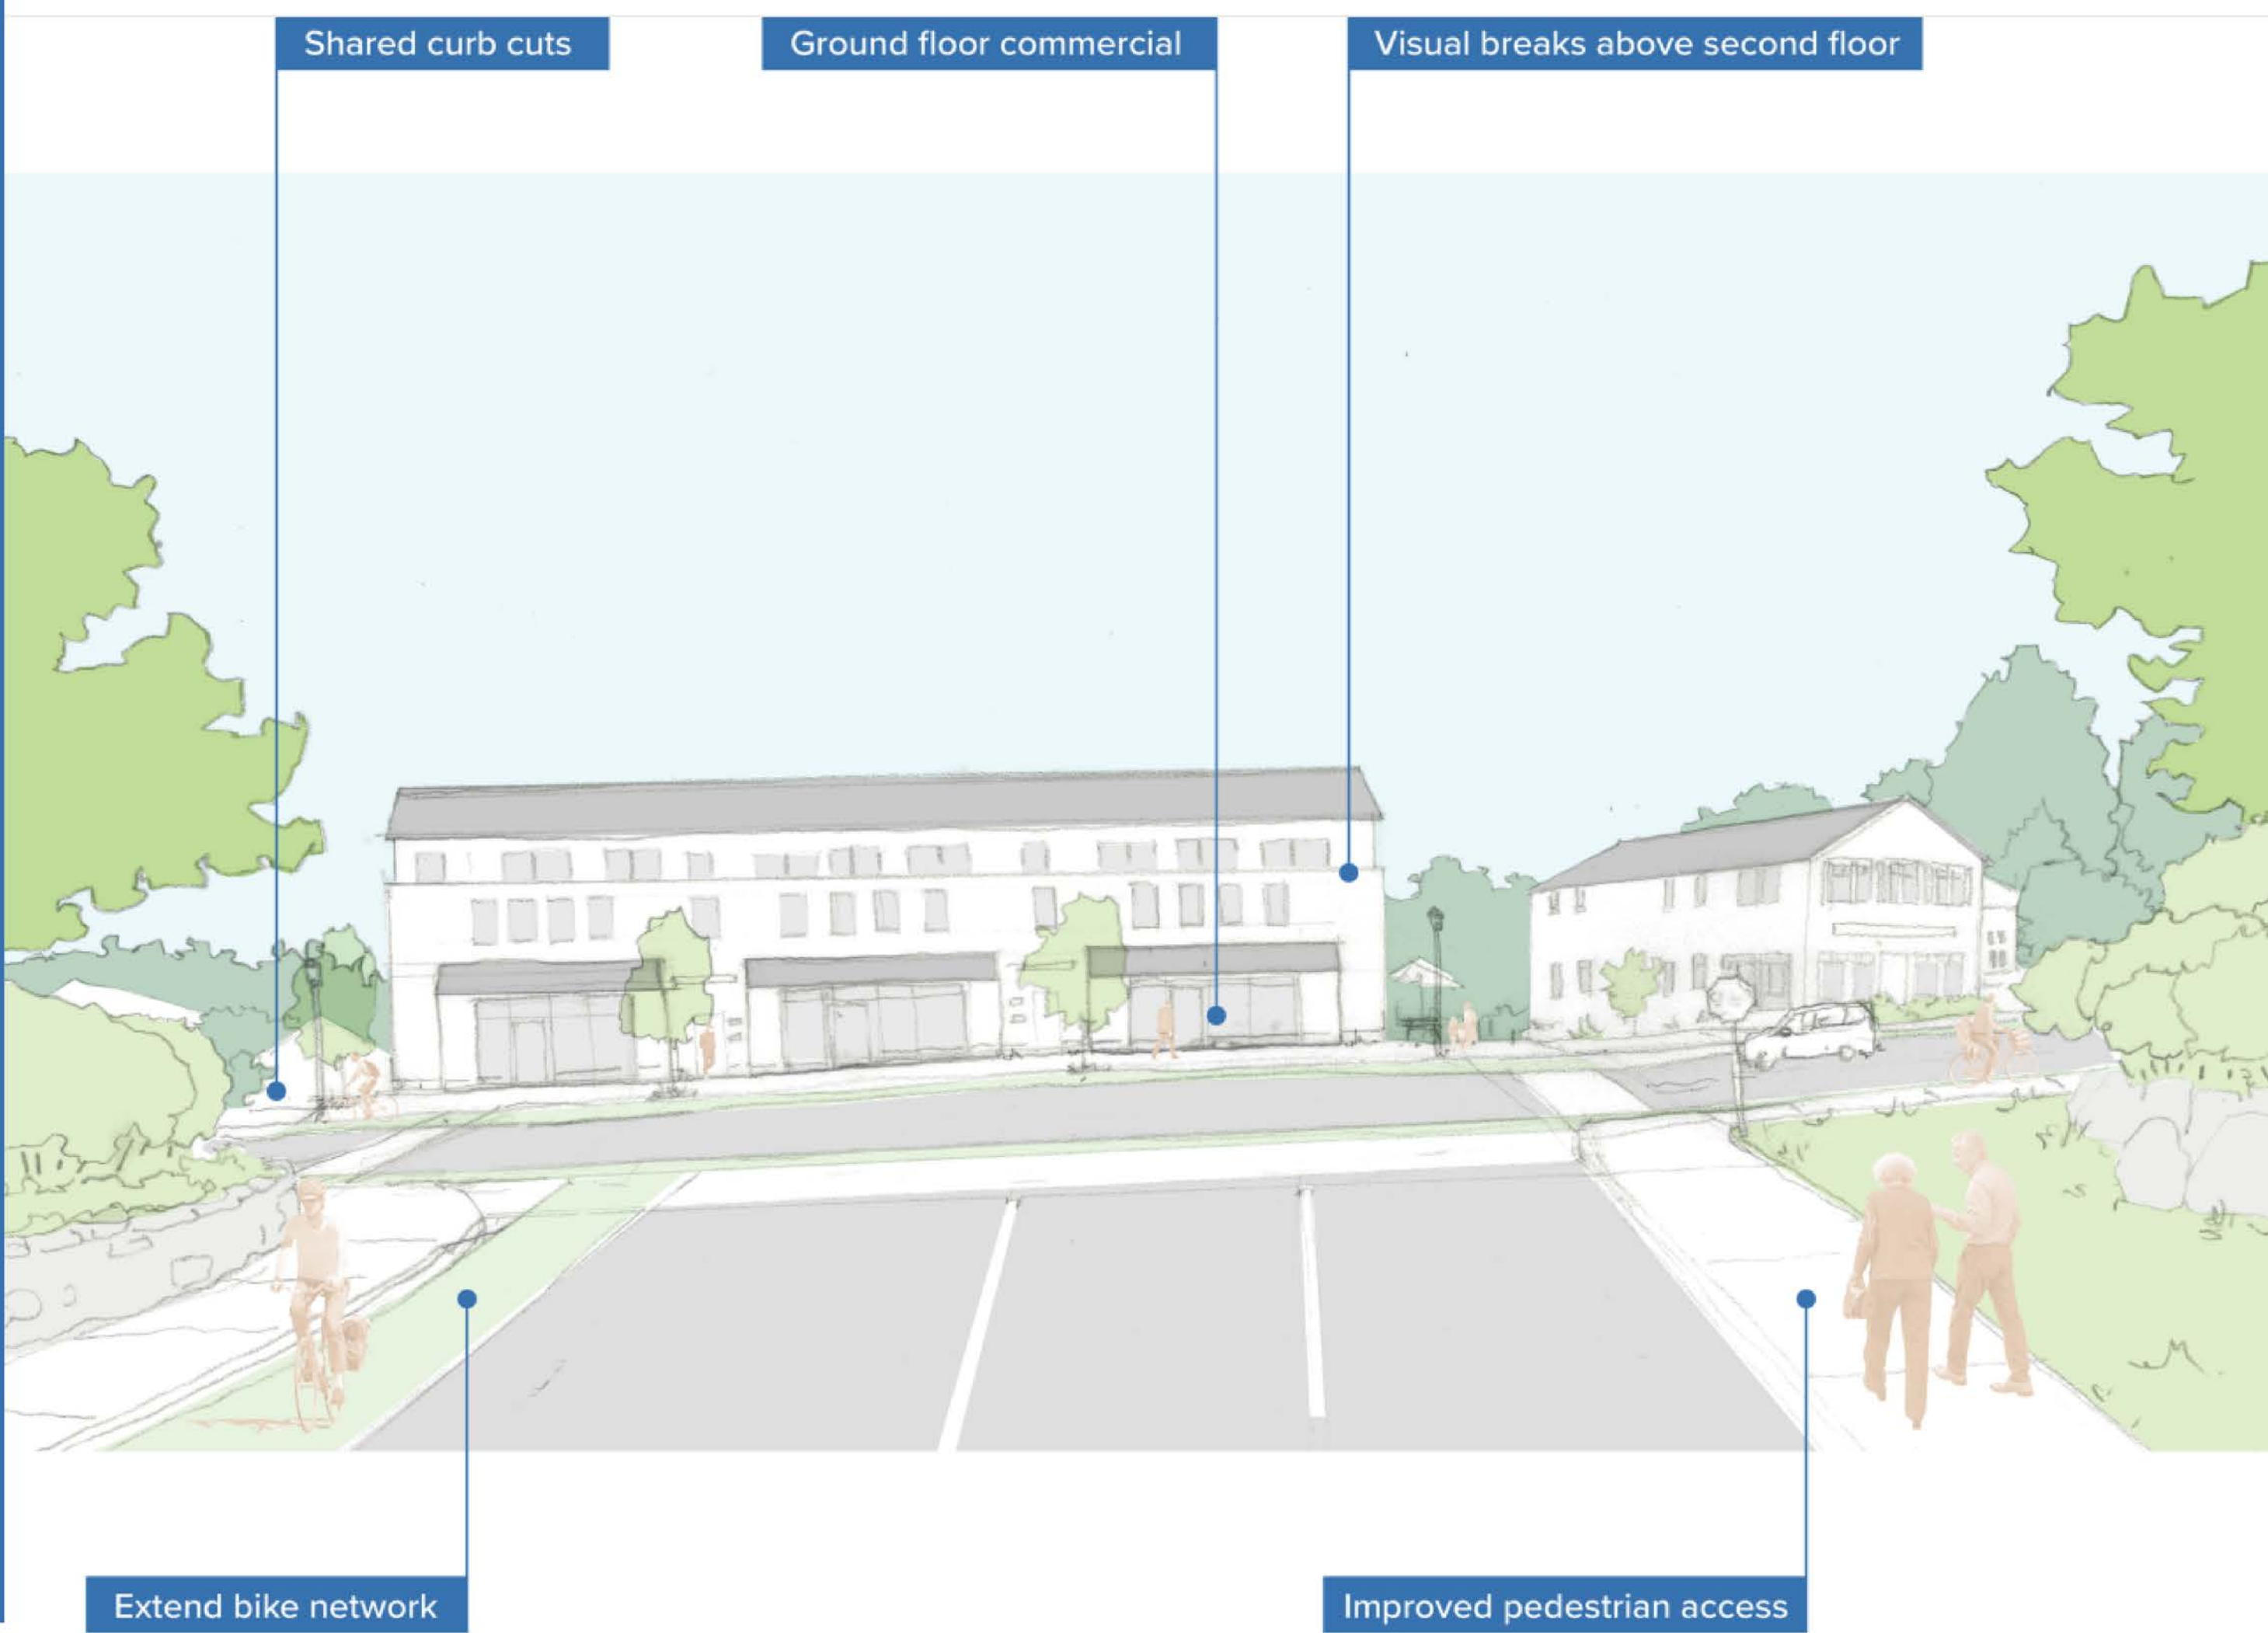 Shared curb cuts
Ground floor commercial
Visual breaks above second floor
Extend bike network
Improved pedestrian access